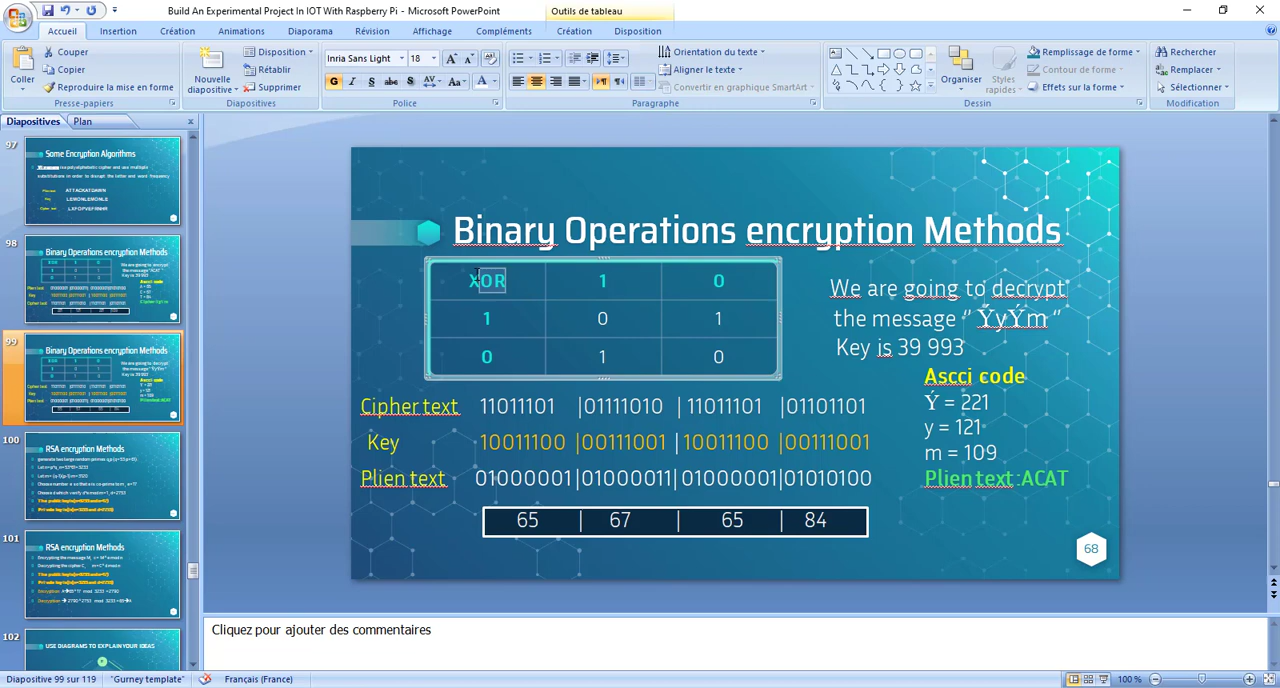 Build An Experimental Project In IOT With Raspberry Pi - Microsoft PowerPoint
Outils de tableau
Accueil Insertion Création Animations Diaporama Révision Affichage Compléments Création Disposition
Coller
Couper
Copier
Reproduire la mise en forme
Presse-papiers
Nouvelle diapositive
Disposition
Rétablir
Supprimer
Diapositives
Inria Sans Light 18
Police
Orientation du texte
Aligner le texte
Convertir en graphique SmartArt
Paragraphe
Organiser
Styles rapides
Remplissage de forme
Contour de forme
Effets sur la forme
Dessin
Rechercher
Remplacer
Sélectionner
Modification
Diapositives Plan
97
Some Encryption Algorithms
ATTACKATDAWN
LEMONLEMONLE
LXFOPVEFRNHR
98
Binary Operations encryption Methods
99
Binary Operations encryption Methods
100
RSA encryption Methods
101
RSA encryption Methods
102
USE DIAGRAMS TO EXPLAIN YOUR IDEAS
Binary Operations encryption Methods
XOR 1 0
1 0 1
0 1 0
We are going to decrypt
the message “ ÝyÝm “
Key is 39 993
Ascci code
Ý = 221
y = 121
m = 109
Plien text :ACAT
Cipher text 11011101 |01111010 | 11011101 |01101101
Key 10011100 |00111001 | 10011100 |00111001
Plien text 01000001|01000011|01000001|01010100
65 | 67 | 65 | 84
68
Cliquez pour ajouter des commentaires
Diapositive 99 sur 119 "Gurney template" Français (France) 100 %